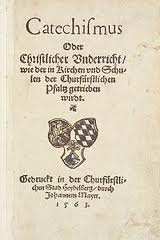 Catechismus
Oder
Christlicher Vnderricht/
wie der in Kirchen vnd Schu-
len der Churfürstlichen
Pfaltz getrieben
wirdt.
Gedruckt in der Churfürstli-
chen Stad Heydelberg/ durch
Johannem Mayer.
1563.